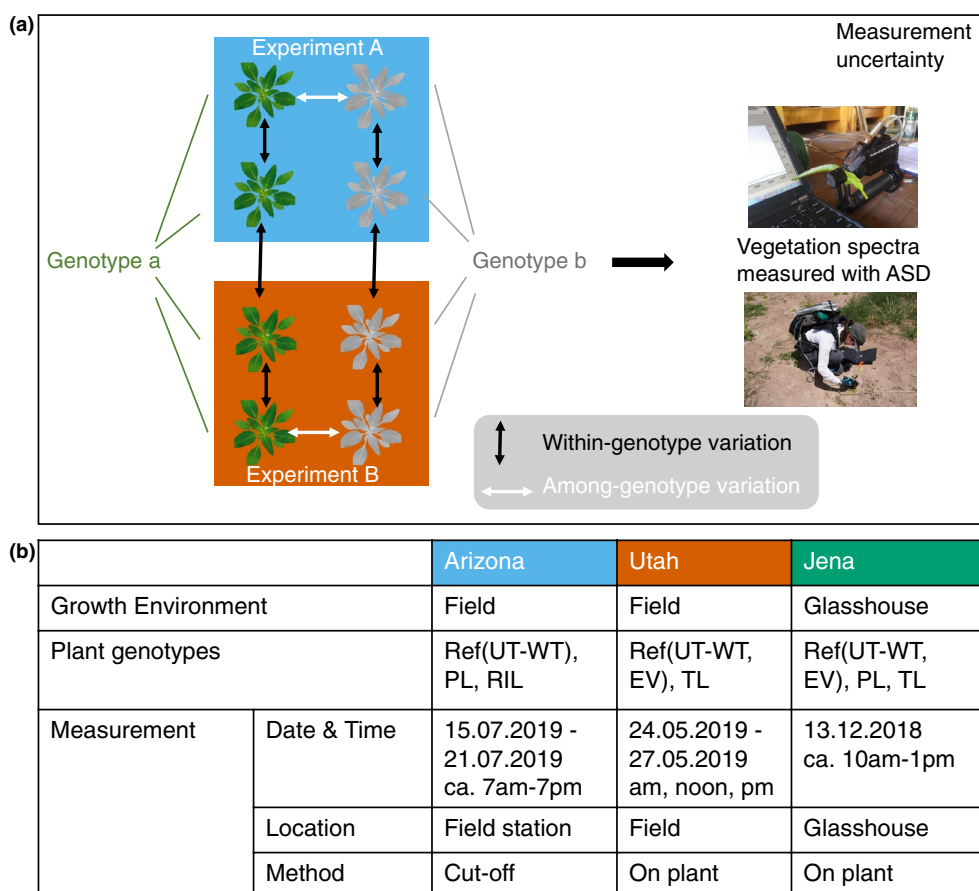 (a)
Experiment A
Measurement
uncertainty
Genotype a
Genotype b
Vegetation spectra
measured with ASD
Experiment B
Within-genotype variation
Among-genotype variation
(b)
Arizona Utah Jena
Growth Environment Field Field Glasshouse
Plant genotypes Ref(UT-WT), Ref(UT-WT, Ref(UT-WT,
PL, RIL EV), TL EV), PL, TL
Measurement Date & Time 15.07.2019 - 24.05.2019 - 13.12.2018
21.07.2019 27.05.2019 ca. 10am-1pm
ca. 7am-7pm am, noon, pm
Location Field station Field Glasshouse
Method Cut-off On plant On plant